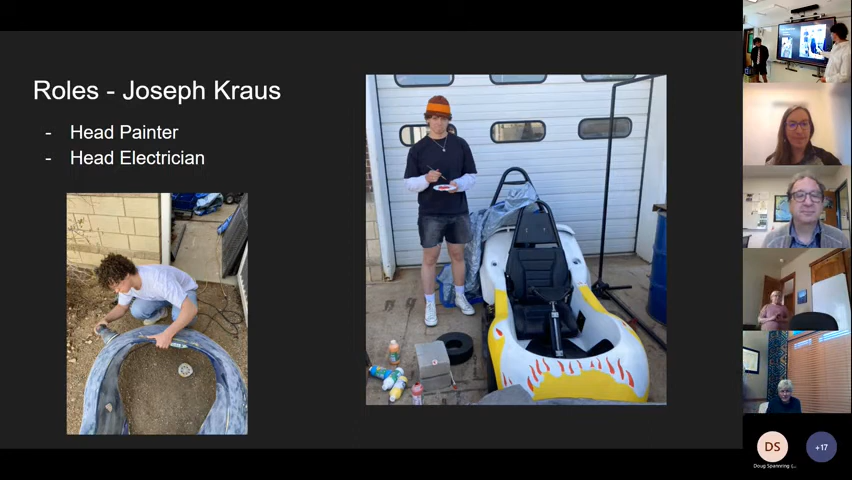 Roles - Joseph Kraus
- Head Painter
- Head Electrician
DS
+17